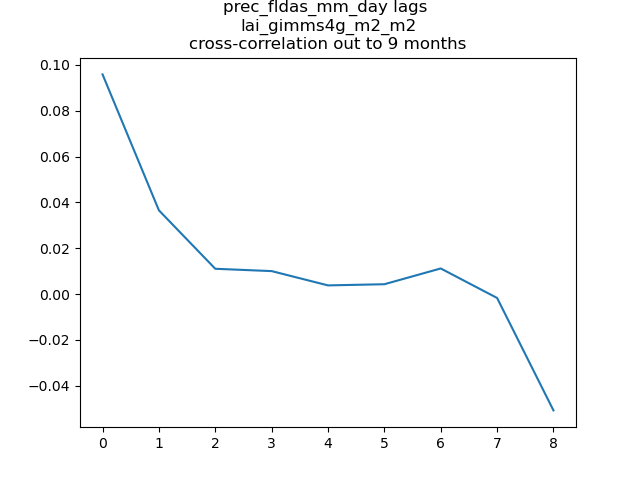 prec_fldas_mm_day lags
lai_gimms4g_m2_m2
cross-correlation out to 9 months
0.10
0.08
0.06
0.04
0.02
0.00
−0.02
−0.04
0 1 2 3 4 5 6 7 8